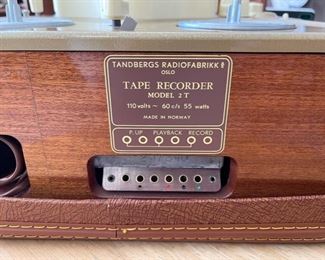 TANDBERGS RADIOFABRIKK A/S
OSLO
TAPE RECORDER
MODEL 2 T
110 volts ~ 60 c/s 55 watts
MADE IN NORWAY
P. UP PLAYBACK RECORD